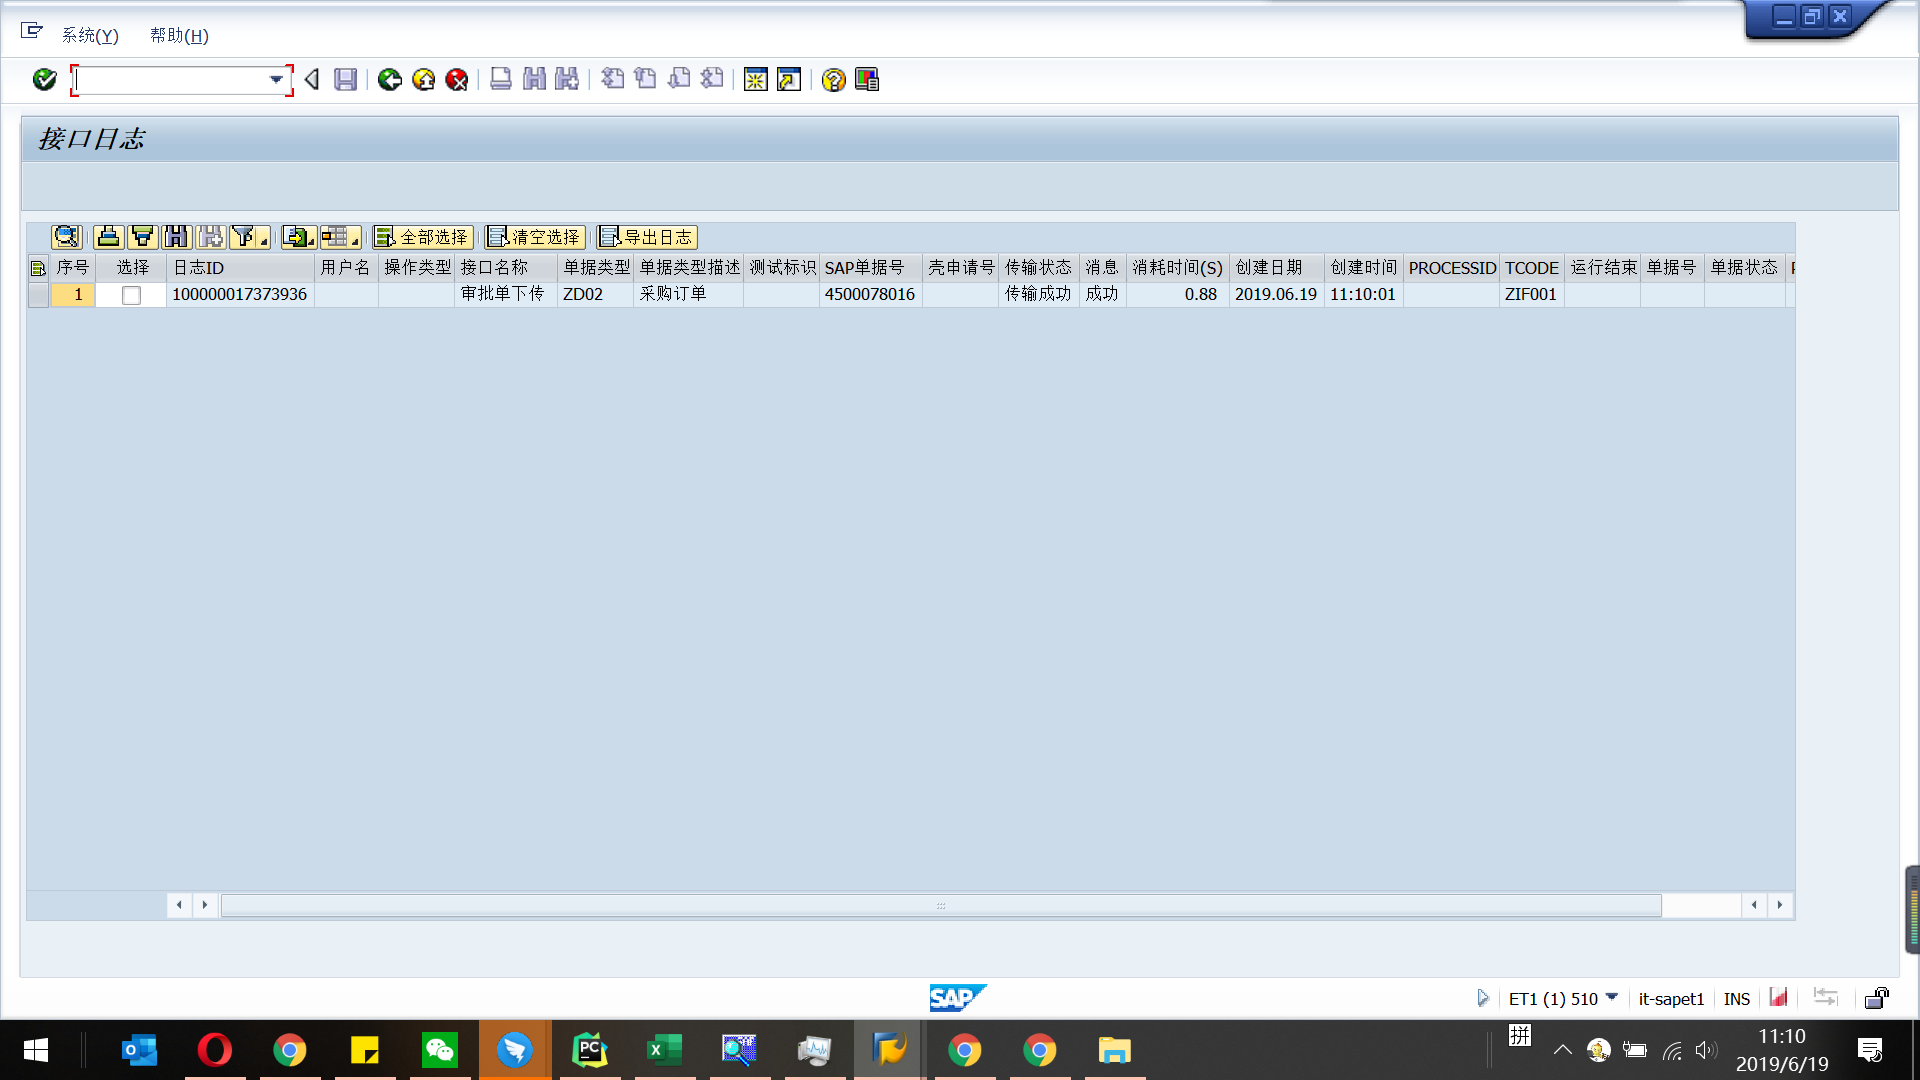 系统(Y) 帮助(H)
接口日志
全部选择 清空选择 导出日志
序号 选择 日志ID 用户名 操作类型 接口名称 单据类型 单据类型描述 测试标识 SAP单据号 壳申请号 传输状态 消息 消耗时间(S) 创建日期 创建时间 PROCESSID TCODE 运行结束 单据号 单据状态
1 100000017373936 审批单下传 ZD02 采购订单 4500078016 传输成功 成功 0.88 2019.06.19 11:10:01 ZIF001
SAP ET1 (1) 510 it-sapet1 INS
拼
11:10
2019/6/19